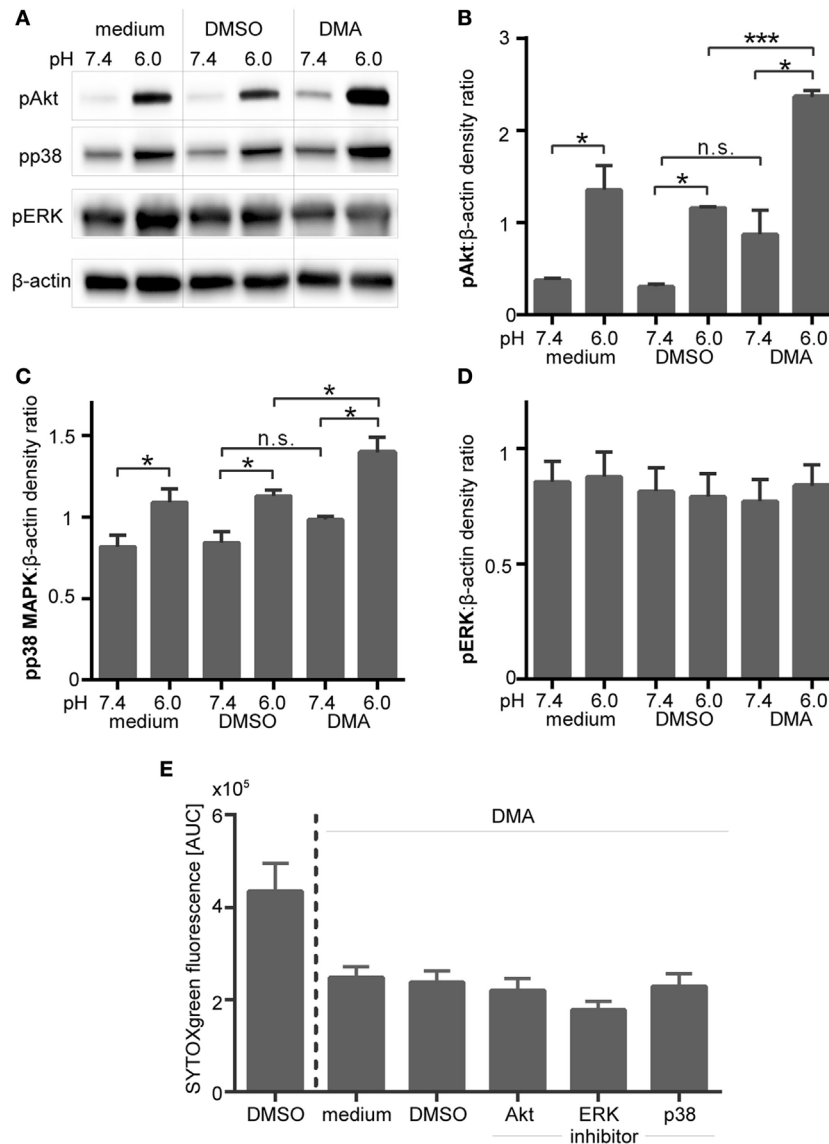 A
medium DMSO DMA
pH 7.4 6.0 7.4 6.0 7.4 6.0
pAkt
pp38
pERK
β-actin
B
pAkt:β-actin density ratio
3
2
1
0
***
*
*
n.s.
*
pH 7.4 6.0 7.4 6.0 7.4 6.0
medium DMSO DMA
C
pp38 MAPK:β-actin density ratio
1.5
1
0.5
0
*
*
n.s.
*
*
pH 7.4 6.0 7.4 6.0 7.4 6.0
medium DMSO DMA
D
pERK:β-actin density ratio
1
0.5
0
pH 7.4 6.0 7.4 6.0 7.4 6.0
medium DMSO DMA
E
x10⁵
SYTOXgreen fluorescence [AUC]
6
4
2
0
DMA
DMSO medium DMSO Akt ERK p38
inhibitor